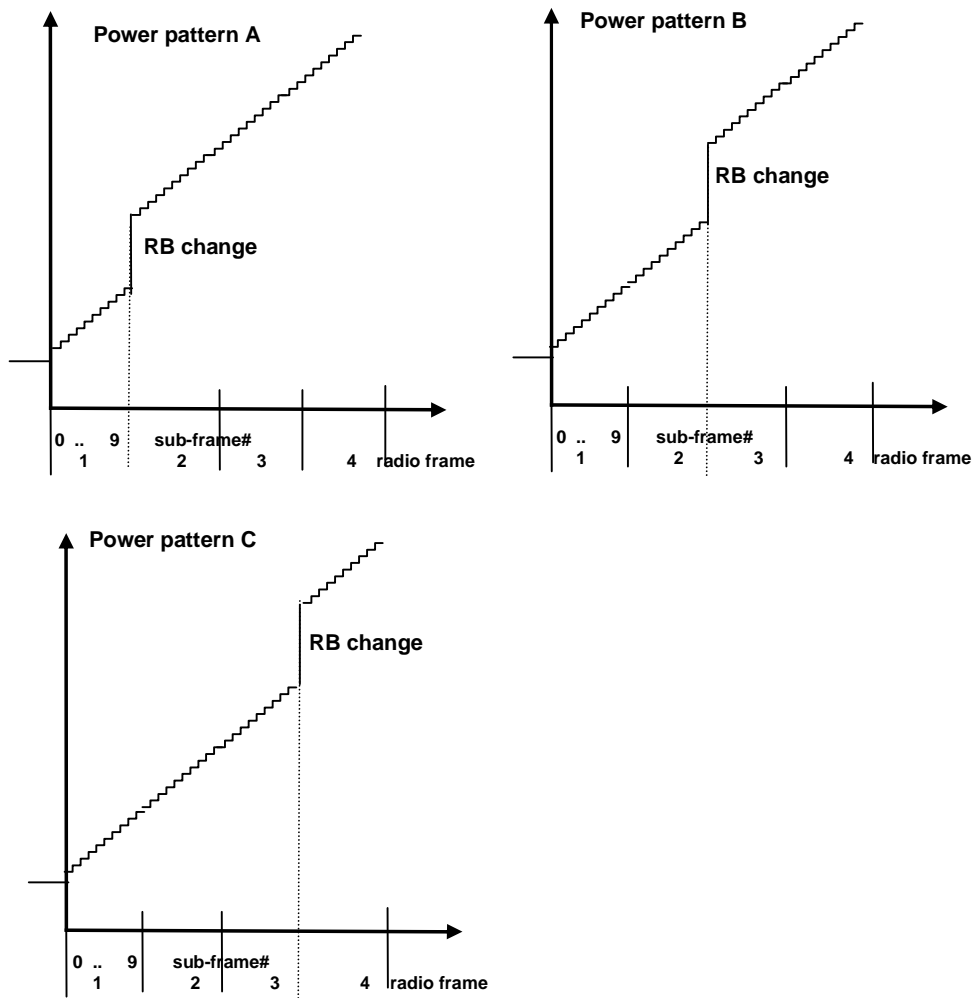 Power pattern A
RB change
0 .. 9 sub-frame#
1 2 3 4 radio frame
Power pattern B
RB change
0 .. 9 sub-frame#
1 2 3 4 radio frame
Power pattern C
RB change
0 .. 9 sub-frame#
1 2 3 4 radio frame